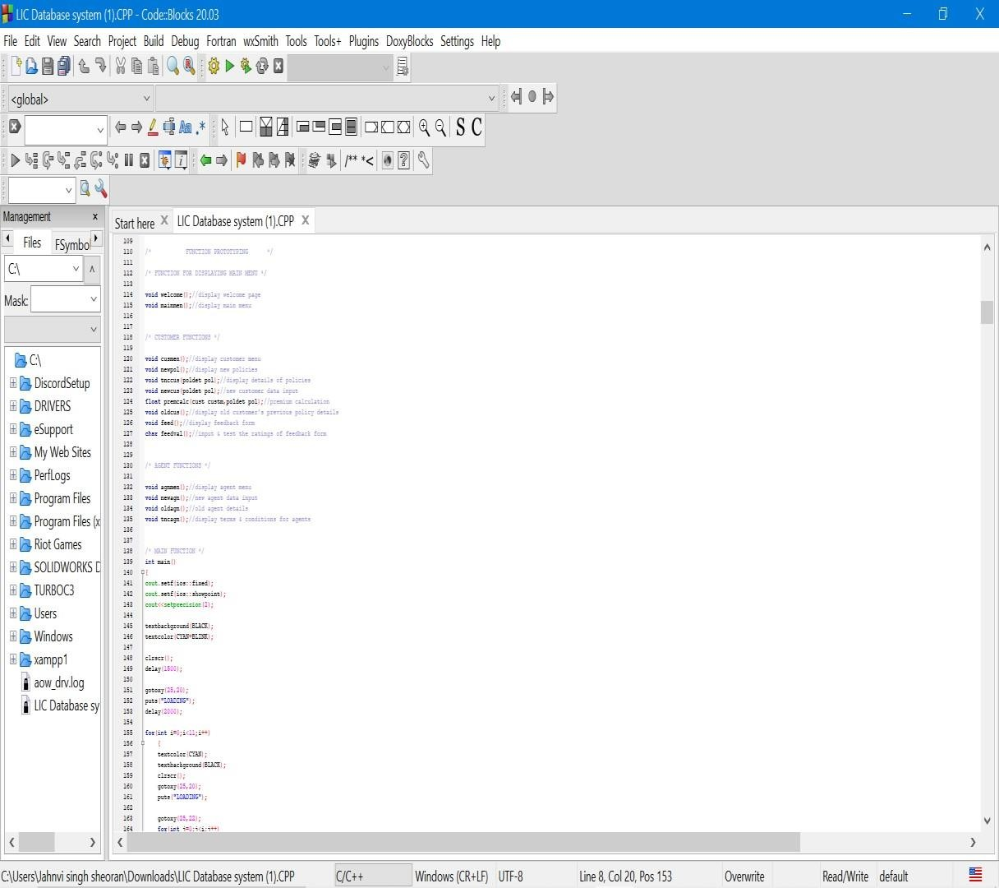 LIC Database system (1).CPP - Code::Blocks 20.03
File Edit View Search Project Build Debug Fortran wxSmith Tools Tools+ Plugins DoxyBlocks Settings Help
<global>
Aa .*
S C
/** *<
Management x
Files FSymbol
Start here X LIC Database system (1).CPP X
C:\
Mask:
C:\
DiscordSetup
DRIVERS
eSupport
My Web Sites
PerfLogs
Program Files
Program Files (x
Riot Games
SOLIDWORKS D
TURBOC3
Users
Windows
xampp1
aow_drv.log
LIC Database sy
109
110 /* FUNCTION PROTOTYPING */
111
112 /* FUNCTION FOR DISPLAYING MAIN MENU */
113
114 void welcome();//display welcome page
115 void mainmen();//display main menu
116
117
118 /* CUSTOMER FUNCTIONS */
119
120 void cusmen();//display customer menu
121 void newpol();//display new policies
122 void tnccus(poldet pol);//display details of policies
123 void newcus(poldet pol);//new customer data input
124 float premcalc(cust custm,poldet pol);//premium calculation
125 void oldcus();//display old customer's previous policy details
126 void feed();//display feedback form
127 char feedval();//input & test the ratings of feedback form
128
129
130 /* AGENT FUNCTIONS */
131
132 void agnmen();//display agent menu
133 void newagn();//new agent data input
134 void oldagn();//old agent details
135 void tncagn();//display terms & conditions for agents
136
137
138 /* MAIN FUNCTION */
139 int main()
140 {
141 cout.setf(ios::fixed);
142 cout.setf(ios::showpoint);
143 cout<<setprecision(2);
144
145 textbackground(BLACK);
146 textcolor(CYAN+BLINK);
147
148 clrscr();
149 delay(1500);
150
151 gotoxy(25,20);
152 puts("LOADING");
153 delay(2000);
154
155 for(int i=0;i<11;i++)
156 {
157 textcolor(CYAN);
158 textbackground(BLACK);
159 clrscr();
160 gotoxy(25,20);
161 puts("LOADING");
162
163 gotoxy(25,22);
164 for(int j=0;j<i;j++)
C:\Users\Jahnvi singh sheoran\Downloads\LIC Database system (1).CPP C/C++ Windows (CR+LF) UTF-8 Line 8, Col 20, Pos 153 Overwrite Read/Write default